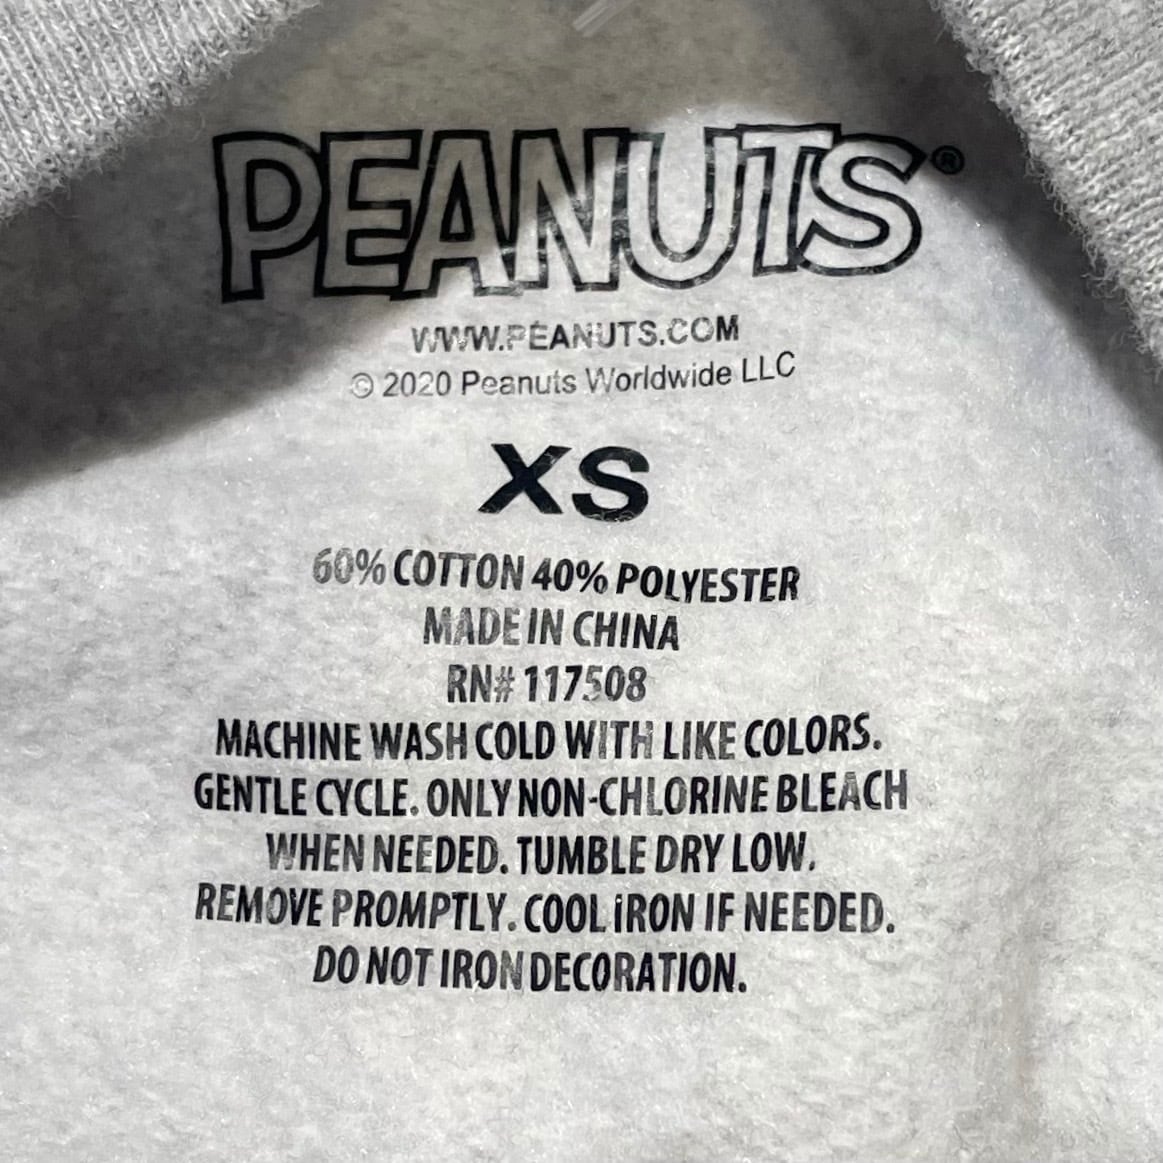 PEANUTS®
WWW.PEANUTS.COM
© 2020 Peanuts Worldwide LLC
XS
60% COTTON 40% POLYESTER
MADE IN CHINA
RN# 117508
MACHINE WASH COLD WITH LIKE COLORS.
GENTLE CYCLE. ONLY NON-CHLORINE BLEACH
WHEN NEEDED. TUMBLE DRY LOW.
REMOVE PROMPTLY. COOL IRON IF NEEDED.
DO NOT IRON DECORATION.